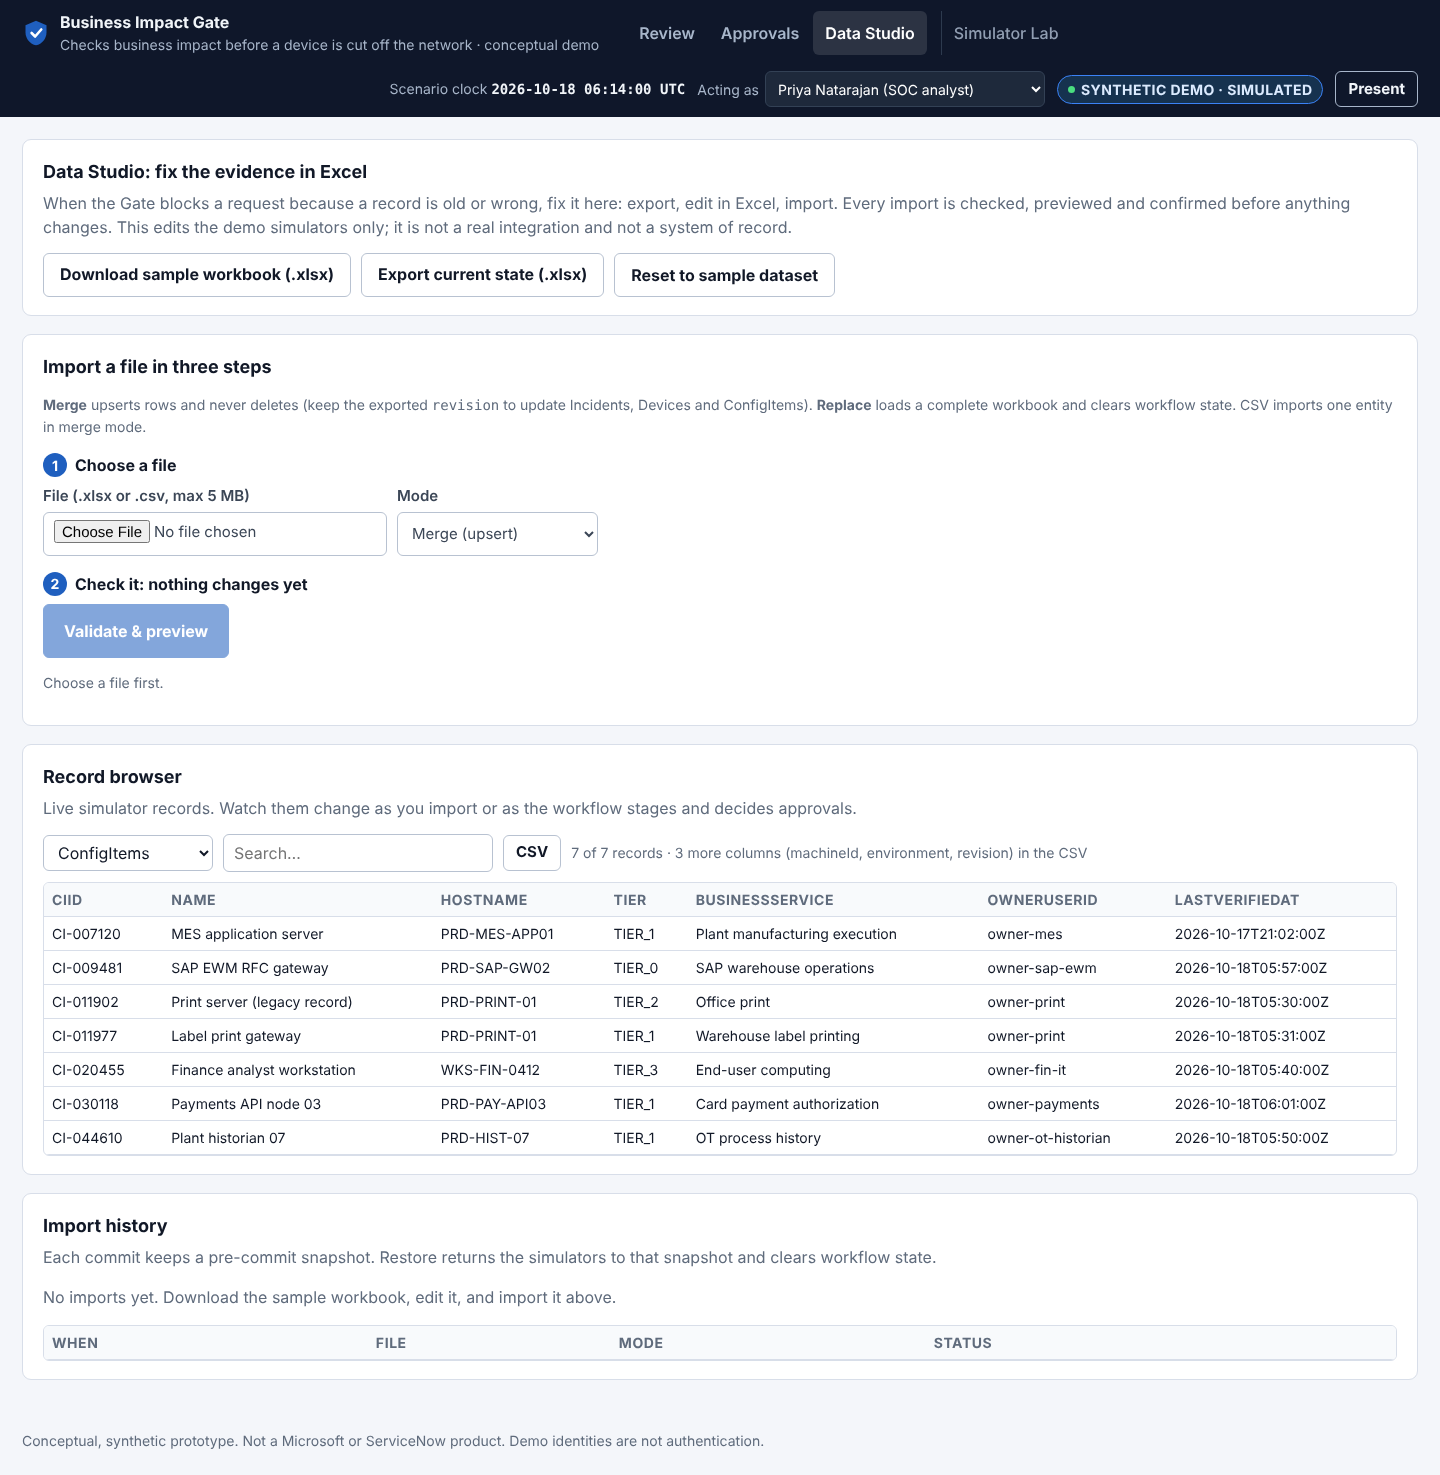 Business Impact Gate
Checks business impact before a device is cut off the network · conceptual demo
Review
Approvals
Data Studio
Simulator Lab
Scenario clock 2026-10-18 06:14:00 UTC
Acting as
Priya Natarajan (SOC analyst)
SYNTHETIC DEMO · SIMULATED
Present
Data Studio: fix the evidence in Excel
When the Gate blocks a request because a record is old or wrong, fix it here: export, edit in Excel, import. Every import is checked, previewed and confirmed before anything
changes. This edits the demo simulators only; it is not a real integration and not a system of record.
Download sample workbook (.xlsx)
Export current state (.xlsx)
Reset to sample dataset
Import a file in three steps
Merge upserts rows and never deletes (keep the exported revision to update Incidents, Devices and ConfigItems). Replace loads a complete workbook and clears workflow state. CSV imports one entity
in merge mode.
1 Choose a file
File (.xlsx or .csv, max 5 MB)
Mode
Choose File No file chosen
Merge (upsert)
2 Check it: nothing changes yet
Validate & preview
Choose a file first.
Record browser
Live simulator records. Watch them change as you import or as the workflow stages and decides approvals.
ConfigItems
Search...
CSV
7 of 7 records · 3 more columns (machineId, environment, revision) in the CSV
CIID NAME HOSTNAME TIER BUSINESSSERVICE OWNERUSERID LASTVERIFIEDAT
CI-007120 MES application server PRD-MES-APP01 TIER_1 Plant manufacturing execution owner-mes 2026-10-17T21:02:00Z
CI-009481 SAP EWM RFC gateway PRD-SAP-GW02 TIER_0 SAP warehouse operations owner-sap-ewm 2026-10-18T05:57:00Z
CI-011902 Print server (legacy record) PRD-PRINT-01 TIER_2 Office print owner-print 2026-10-18T05:30:00Z
CI-011977 Label print gateway PRD-PRINT-01 TIER_1 Warehouse label printing owner-print 2026-10-18T05:31:00Z
CI-020455 Finance analyst workstation WKS-FIN-0412 TIER_3 End-user computing owner-fin-it 2026-10-18T05:40:00Z
CI-030118 Payments API node 03 PRD-PAY-API03 TIER_1 Card payment authorization owner-payments 2026-10-18T06:01:00Z
CI-044610 Plant historian 07 PRD-HIST-07 TIER_1 OT process history owner-ot-historian 2026-10-18T05:50:00Z
Import history
Each commit keeps a pre-commit snapshot. Restore returns the simulators to that snapshot and clears workflow state.
No imports yet. Download the sample workbook, edit it, and import it above.
WHEN FILE MODE STATUS
Conceptual, synthetic prototype. Not a Microsoft or ServiceNow product. Demo identities are not authentication.